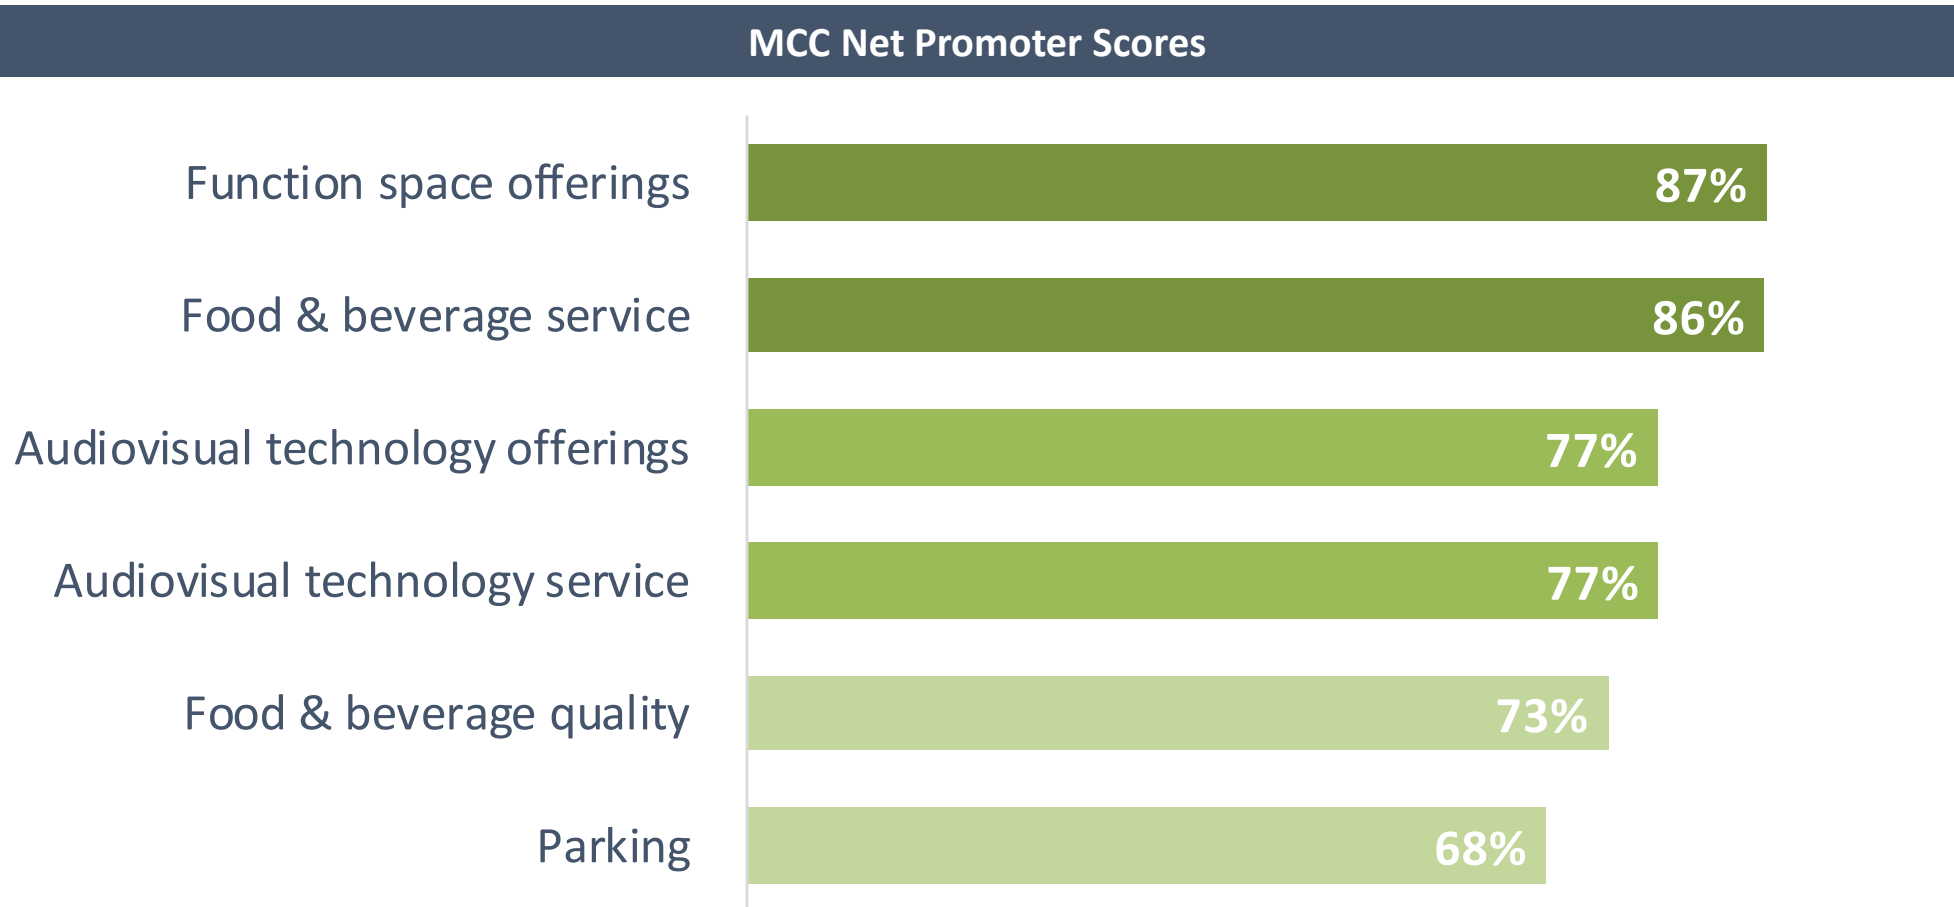 MCC Net Promoter Scores
Function space offerings 87%
Food & beverage service 86%
Audiovisual technology offerings 77%
Audiovisual technology service 77%
Food & beverage quality 73%
Parking 68%